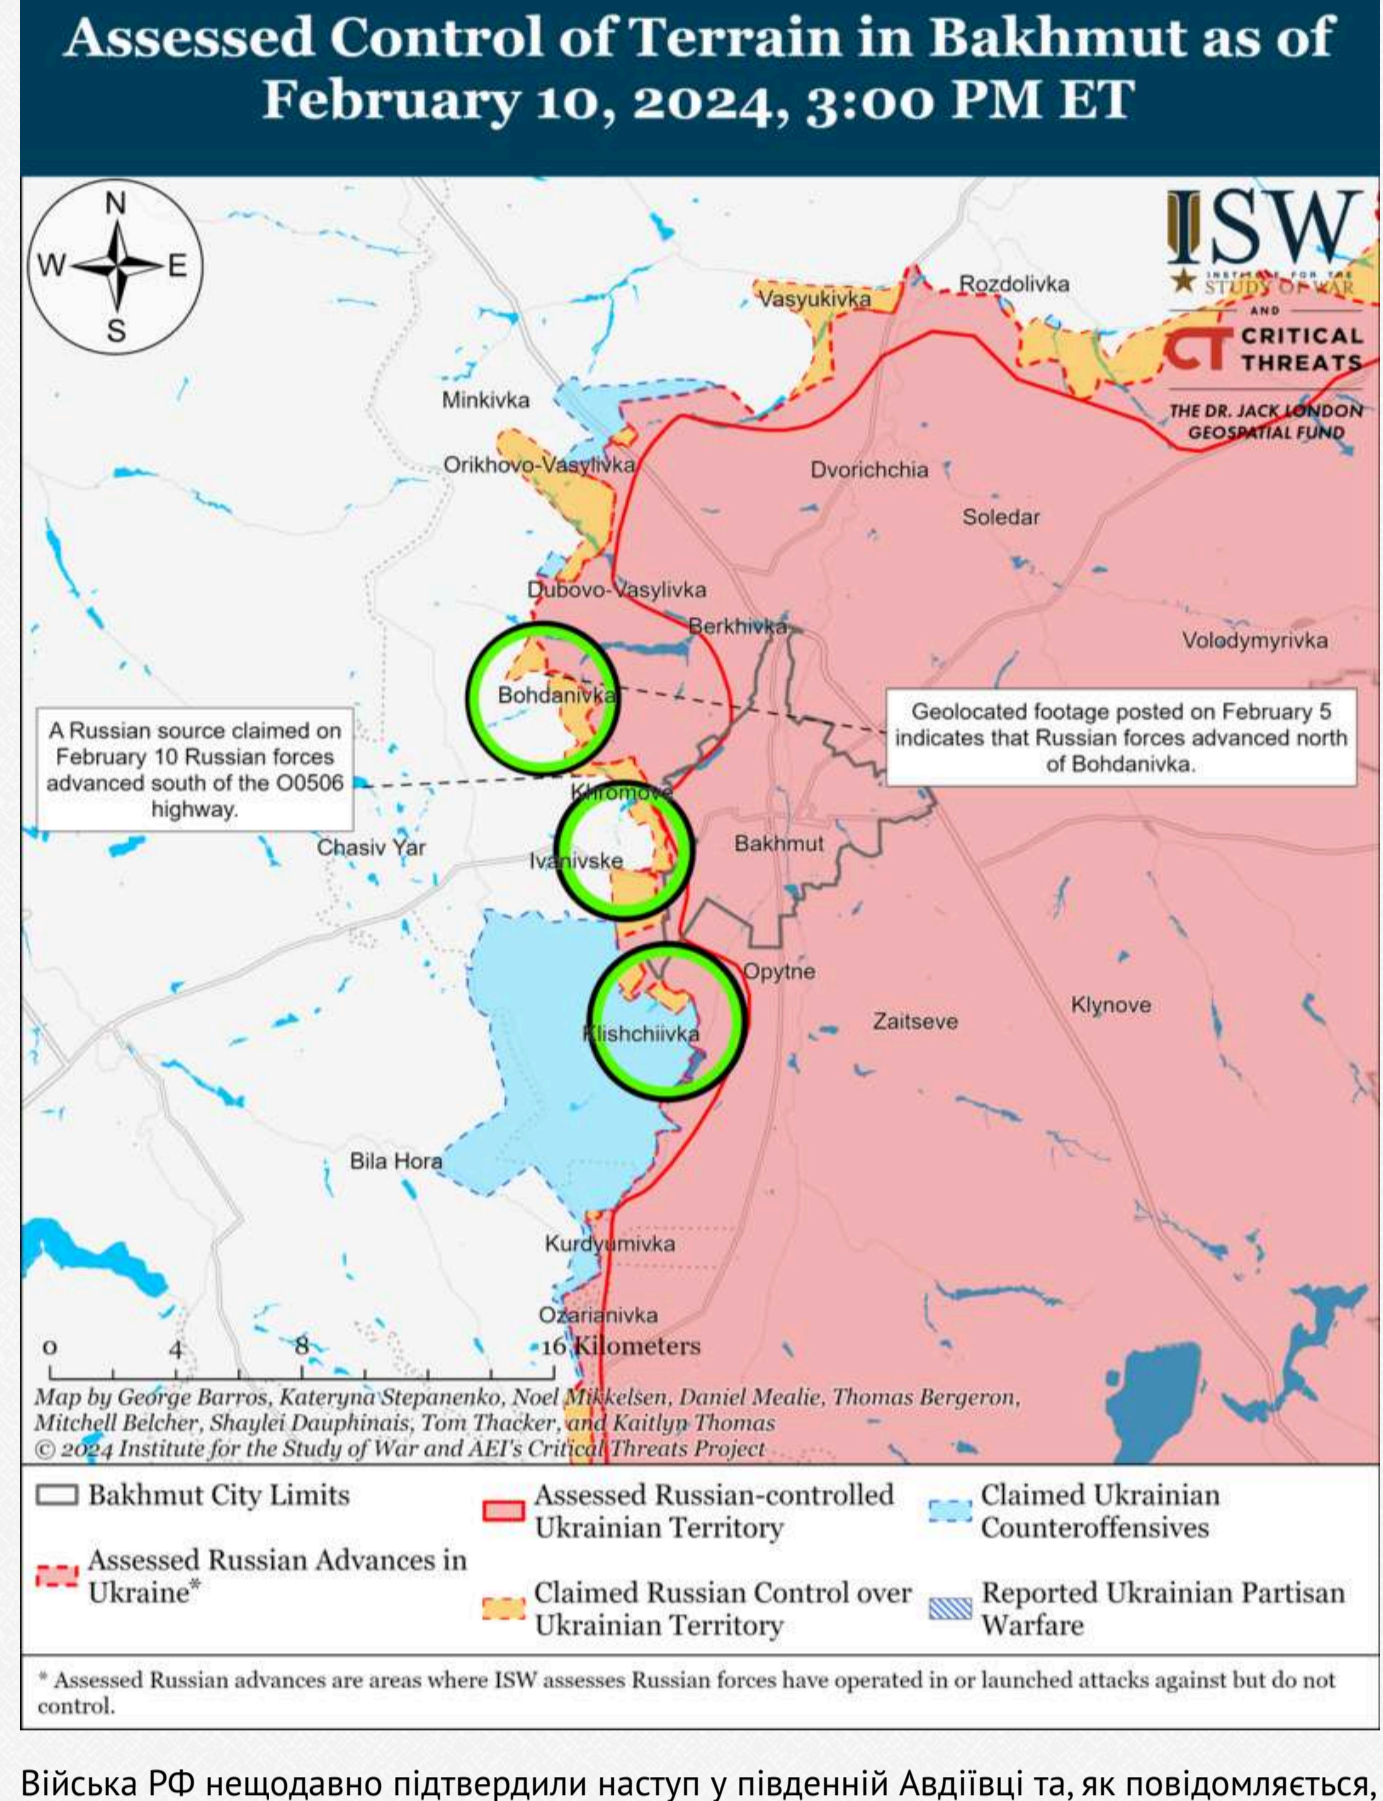 Assessed Control of Terrain in Bakhmut as of
February 10, 2024, 3:00 PM ET
N
W E
S
ISW
INSTITUTE FOR THE
STUDY OF WAR
AND
CT CRITICAL
THREATS
THE DR. JACK LONDON
GEOSPATIAL FUND
Vasyukivka
Rozdolivka
Minkivka
Orikhovo-Vasylivka
Dvorichchia
Soledar
Dubovo-Vasylivka
Berkhivka
Volodymyrivka
Bohdanivka
A Russian source claimed on
February 10 Russian forces
advanced south of the O0506
highway.
Geolocated footage posted on February 5
indicates that Russian forces advanced north
of Bohdanivka.
Khromove
Chasiv Yar
Ivanivske
Bakhmut
Opytne
Klishchiivka
Zaitseve
Klynove
Bila Hora
Kurdyumivka
Ozarianivka
0 4 8 16 Kilometers
Map by George Barros, Kateryna Stepanenko, Noel Mikkelsen, Daniel Mealie, Thomas Bergeron,
Mitchell Belcher, Shaylei Dauphinais, Tom Thacker, and Kaitlyn Thomas
© 2024 Institute for the Study of War and AEI's Critical Threats Project
Bakhmut City Limits
Assessed Russian Advances in
Ukraine*
Assessed Russian-controlled
Ukrainian Territory
Claimed Russian Control over
Ukrainian Territory
Claimed Ukrainian
Counteroffensives
Reported Ukrainian Partisan
Warfare
* Assessed Russian advances are areas where ISW assesses Russian forces have operated in or launched attacks against but do not
control.
Війська РФ нещодавно підтвердили наступ у південній Авдіївці та, як повідомляється,